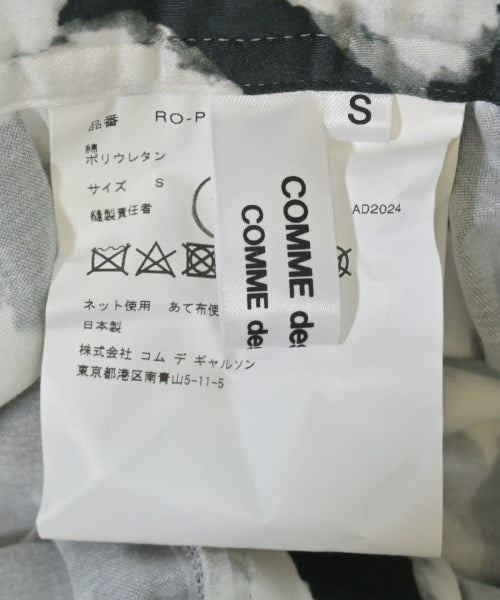 品番 RO-P
S
綿
ポリウレタン
サイズ S
縫製責任者
AD2024
COMME des
COMME des
ネット使用 あて布使
日本製
株式会社 コム デ ギャルソン
東京都港区南青山5-11-5